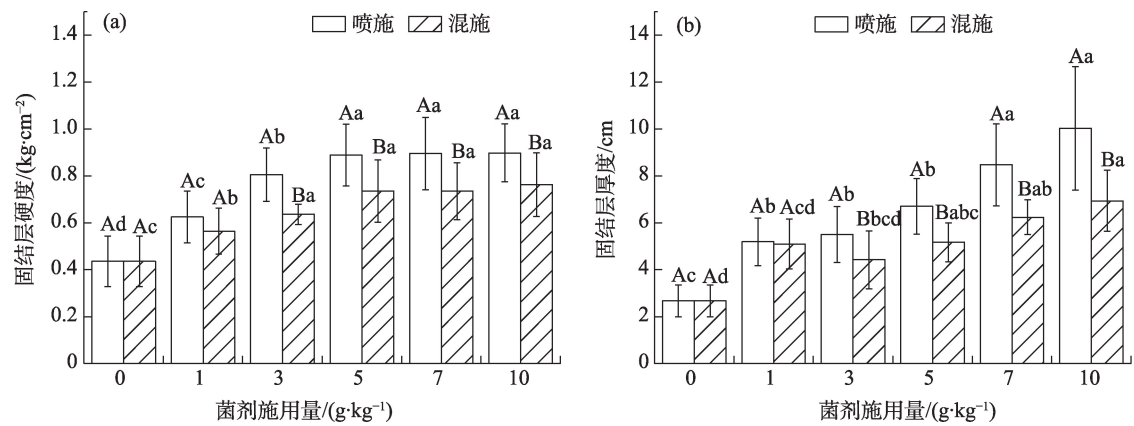 (a)
喷施 混施
固结层硬度/(kg·cm⁻²)
1.4
1.2
1.0
0.8
0.6
0.4
0.2
0
Ad Ac
Ac Ab
Ab Ba
Aa Ba
Aa Ba
Aa Ba
0 1 3 5 7 10
菌剂施用量/(g·kg⁻¹)
(b)
喷施 混施
固结层厚度/cm
14
12
10
8
6
4
2
0
Ac Ad
Ab Acd
Ab Bbcd
Ab Babc
Aa Bab
Aa Ba
0 1 3 5 7 10
菌剂施用量/(g·kg⁻¹)